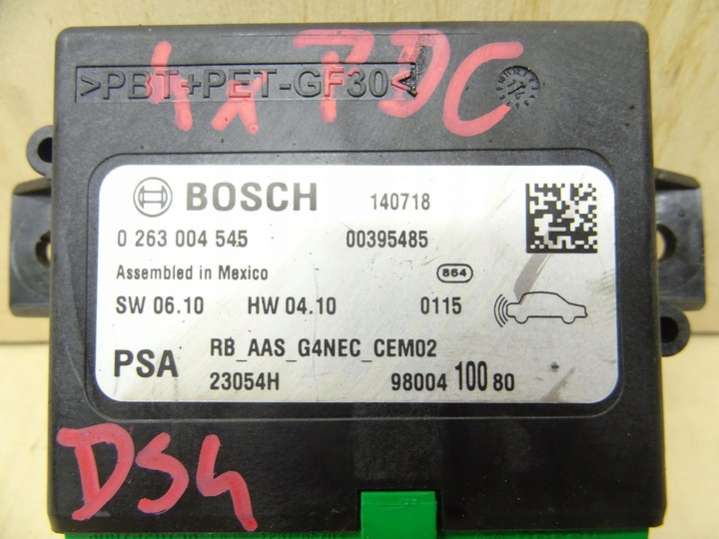 4x PDC
>PBT+PET-GF30<
BOSCH 140718
0 263 004 545 00395485
Assembled in Mexico 864
SW 06.10 HW 04.10 0115
PSA RB_AAS_G4NEC_CEM02
23054H 98004 100 80
DS4